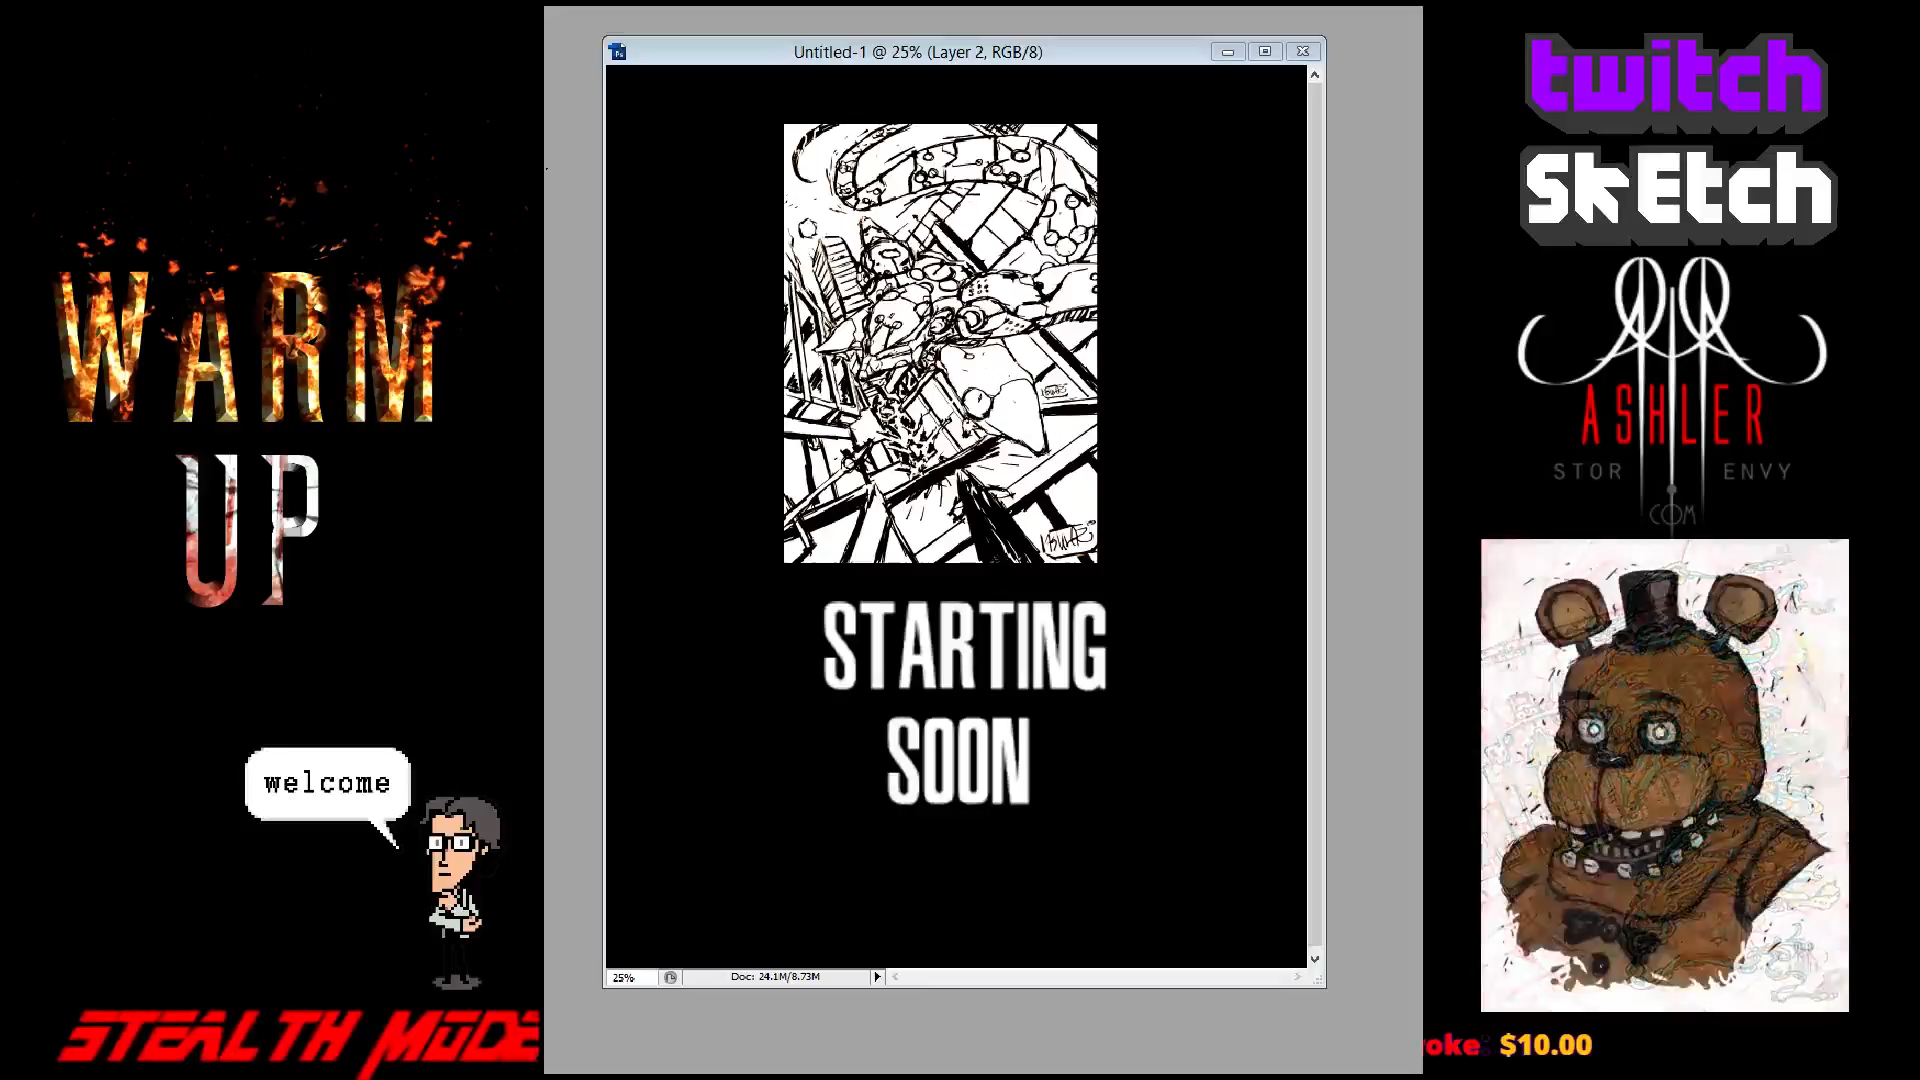 Untitled-1 @ 25% (Layer 2, RGB/8)
twitch
SkEtch
WARM
UP
ASHLER
STOR ENVY
COM
STARTING
SOON
welcome
25%
Doc: 24.1M/8.73M
STEALTH MODE
oke: $10.00